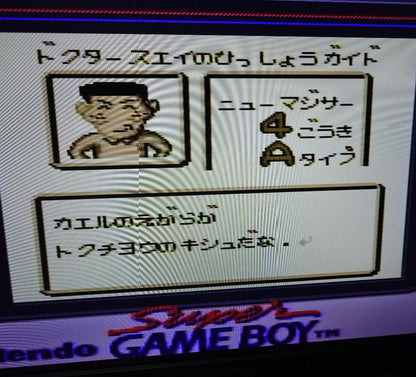 ドクター スエイのひっしょうガイド
ニューマジサー
4ごうき
Aタイプ
カエルのえがらが
トクチョウのキシュだな。
Super
GAME BOY™
ntendo